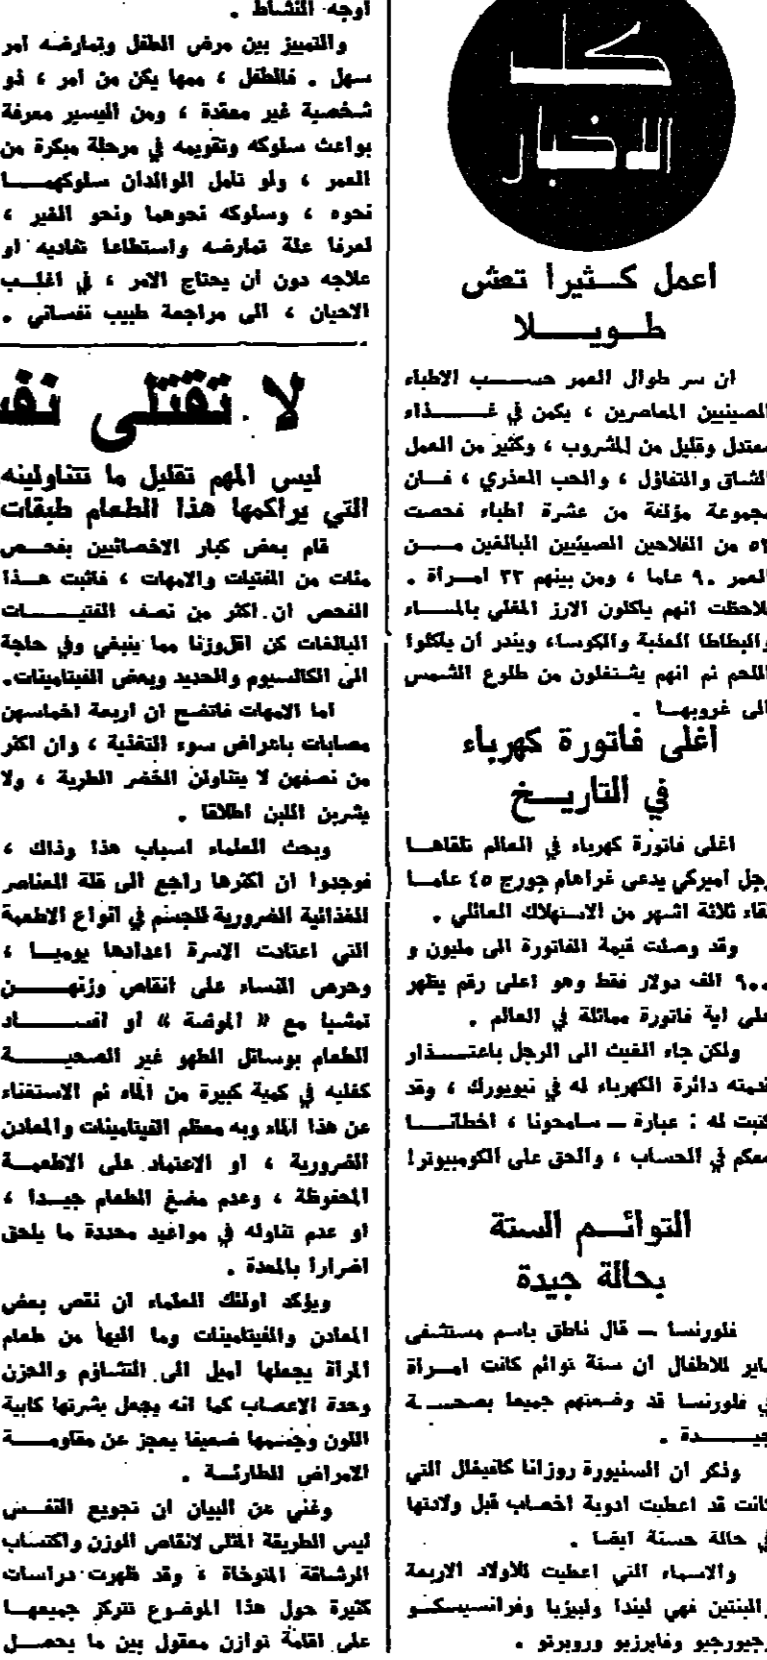 كل
الاخبار
اعمل كثيرا تعش
طويلا
ان سر طوال العمر حسب الاطباء
الصينيين المعاصرين ، يكمن في غذاء
معتدل وقليل من المشروب ، وكثير من العمل
الشاق والتفاؤل ، والحب العذري ، فان
مجموعة مؤلفة من عشرة اطباء فحصت
من الفلاحين الصينيين البالغين من
العمر ٩٠ عاما ، ومن بينهم ٣٣ امرأة .
فلاحظت انهم ياكلون الارز المغلي بالماء
والبطاطا العذبة والكوسا، ويندر ان ياكلوا
اللحم ثم انهم يشتغلون من طلوع الشمس
الى غروبها .
اغلى فاتورة كهرباء
في التاريخ
اغلى فاتورة كهرباء في العالم تلقاها
رجل اميركي يدعى غراهام جورج ٤٥ عاما
لقاء ثلاثة اشهر من الاستهلاك العائلي .
وقد وصلت قيمة الفاتورة الى مليون و
٩٠٠ الف دولار فقط وهو اعلى رقم يظهر
على اية فاتورة مماثلة في العالم .
ولكن جاء الغيث الى الرجل باعتذار
قدمته دائرة الكهرباء له في نيويورك ، وقد
كتبت له : عبارة ــ سامحونا ، اخطانا
معكم في الحساب ، والحق على الكومبيوتر!
التوائم الستة
بحالة جيدة
فلورنسا ــ قال ناطق باسم مستشفى
ماير للاطفال ان ستة توائم كانت امرأة
في فلورنسا قد وضعتهم جميعا بصحة
جيدة .
وذكر ان السنيورة روزانا كافيغال التي
كانت قد اعطيت ادوية اخصاب قبل ولادتها
في حالة حسنة ايضا .
والاسماء التي اعطيت للاولاد الاربعة
والبنتين فهي ليندا وليبزيا وفرانسيسكو
وجيورجيو وفابرزيو وروبرتو .
اوجه النشاط .
والتمييز بين مرض الطفل وتمارضه امر
سهل . فالطفل ، مهما يكن من امر ، ذو
شخصية غير معقدة ، ومن اليسير معرفة
بواعث سلوكه وتقويمه في مرحلة مبكرة من
العمر ، ولو تامل الوالدان سلوكهما
نحوه ، وسلوكه نحوهما ونحو الغير ،
لعرفا علة تمارضه واستطاعا تفاديه او
علاجه دون ان يحتاج الامر ، في اغلب
الاحيان ، الى مراجعة طبيب نفساني .
لا تقتلى نفس
ليس المهم تقليل ما تتناولينه
التي يراكمها هذا الطعام طبقات
قام بعض كبار الاخصائيين بفحص
مئات من الفتيات والامهات ، فاثبت هذا
الفحص ان اكثر من نصف الفتيات
البالغات كن اقل وزنا مما ينبغي وفي حاجة
الى الكالسيوم والحديد وبعض الفيتامينات.
اما الامهات فاتضح ان اربعة اخماسهن
مصابات باعراض سوء التغذية ، وان اكثر
من نصفهن لا يتناولن الخضر الطرية ، ولا
يشربن اللبن اطلاقا .
وبحث العلماء اسباب هذا وذاك ،
فوجدوا ان اكثرها راجع الى قلة العناصر
الغذائية الضرورية للجسم في انواع الاطعمة
التي اعتادت الاسرة اعدادها يوميا ،
وحرص النساء على انقاص وزنهن
تمشيا مع « الموضة » او افساد
الطعام بوسائل الطهو غير الصحية
كغليه في كمية كبيرة من الماء ثم الاستغناء
عن هذا الماء وبه معظم الفيتامينات والمعادن
الضرورية ، او الاعتماد على الاطعمة
المحفوظة ، وعدم مضغ الطعام جيدا ،
او عدم تناوله في مواعيد محددة ما يلحق
اضرارا بالمعدة .
ويؤكد اولئك العلماء ان نقص بعض
المعادن والفيتامينات وما اليها من طعام
المرأة يجعلها اميل الى التشاؤم والحزن
وحدة الاعصاب كما انه يجعل بشرتها كابية
اللون وجسمها ضعيفا يعجز عن مقاومة
الامراض الطارئة .
وغني عن البيان ان تجويع النفس
ليس الطريقة المثلى لانقاص الوزن واكتساب
الرشاقة المتوخاة ، وقد ظهرت دراسات
كثيرة حول هذا الموضوع تتركز جميعها
على اقامة توازن معقول بين ما يحصل